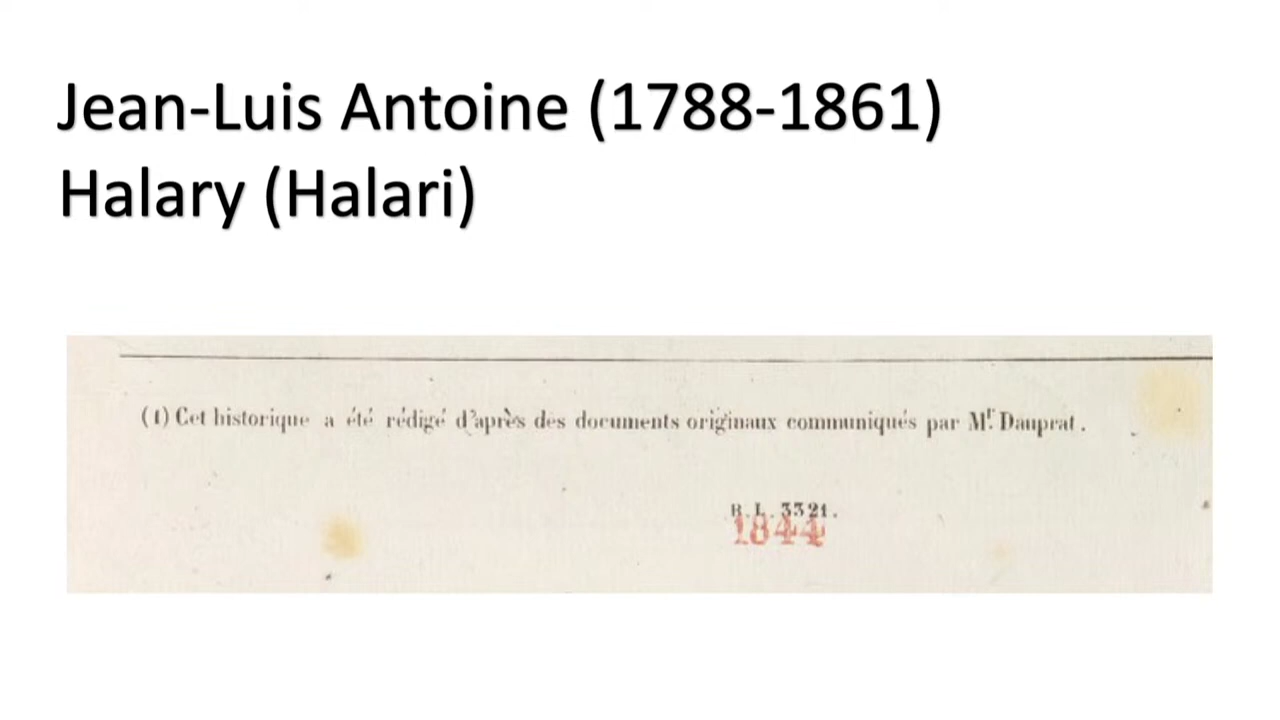 Jean-Luis Antoine (1788-1861)
Halary (Halari)
(1) Cet historique a été rédigé d'après des documents originaux communiqués par Mr. Dauprat.
R. L. 3321.
1844